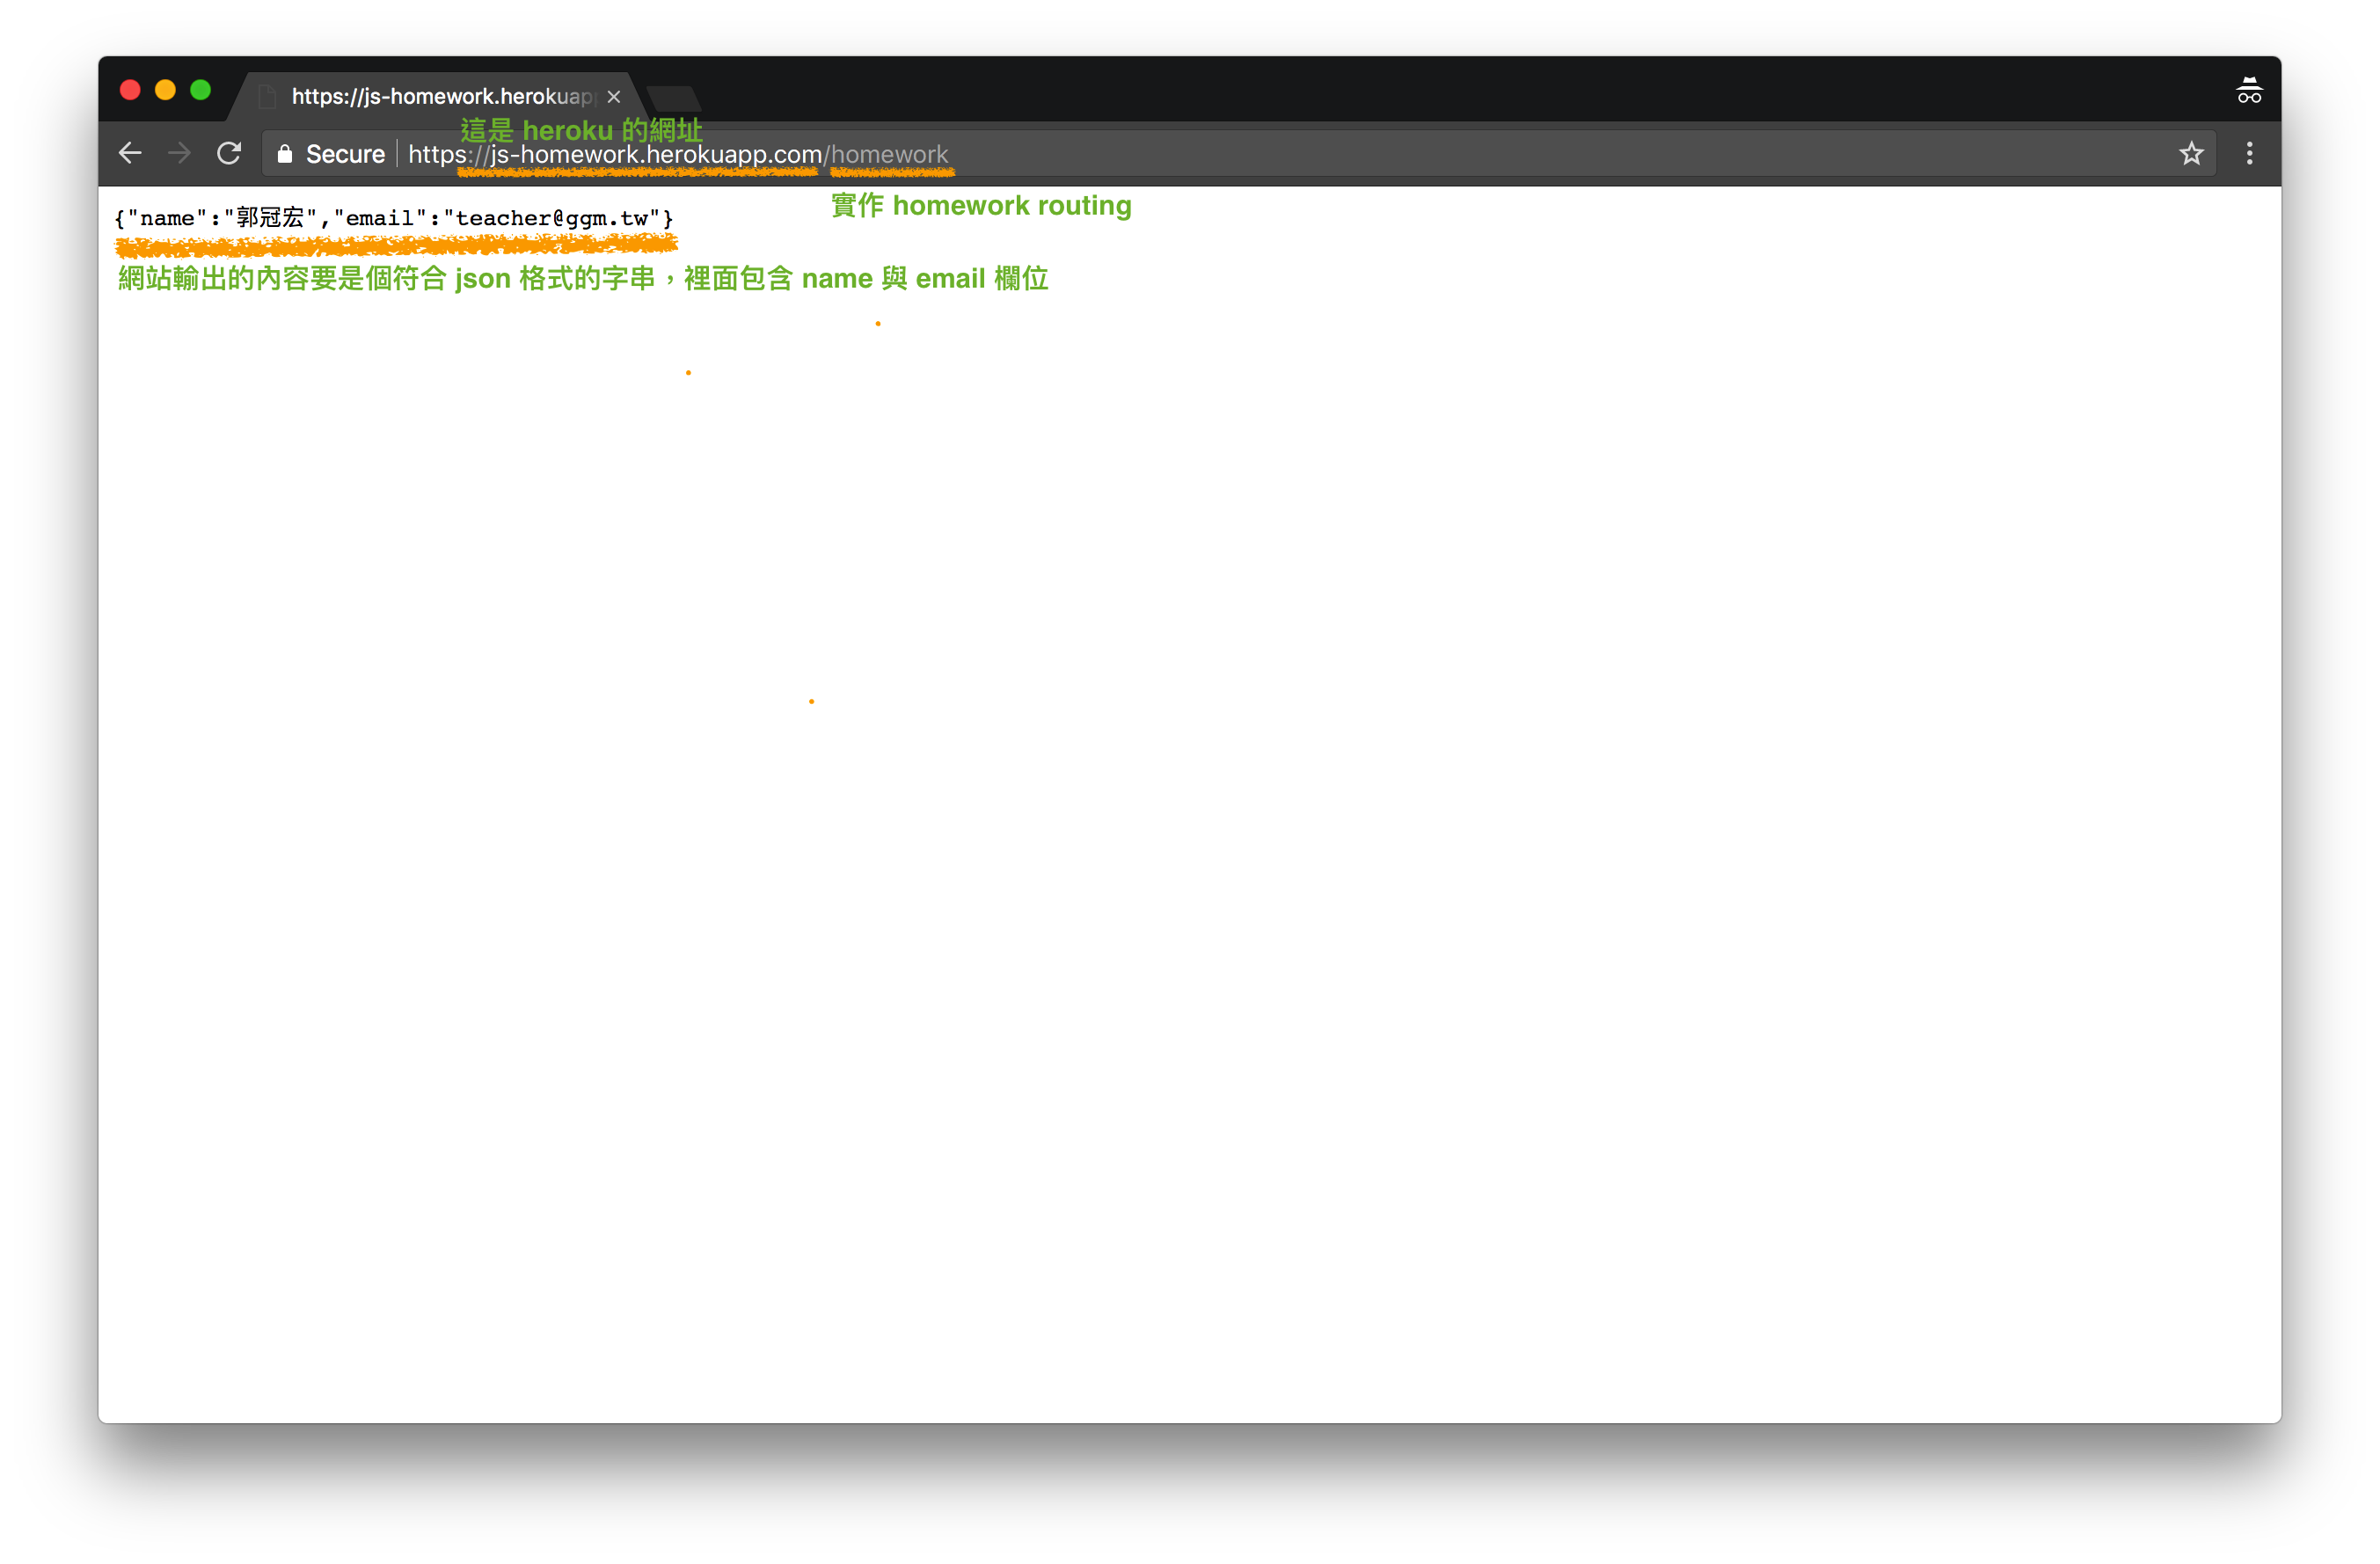 https://js-homework.herokuapp
這是 heroku 的網址
Secure https://js-homework.herokuapp.com/homework
實作 homework routing
{"name":"郭冠宏","email":"teacher@ggm.tw"}
網站輸出的內容要是個符合 json 格式的字串，裡面包含 name 與 email 欄位